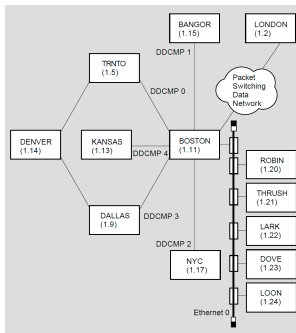 BANGOR
(1.15)
LONDON
(1.2)
DDCMP 1
TRNTO
(1.5)
DDCMP 0
Packet
Switching
Data
Network
DENVER
(1.14)
KANSAS
(1.13)
DDCMP 4
BOSTON
(1.11)
ROBIN
(1.20)
THRUSH
(1.21)
DALLAS
(1.9)
DDCMP 3
LARK
(1.22)
DDCMP 2
NYC
(1.17)
DOVE
(1.23)
LOON
(1.24)
Ethernet 0